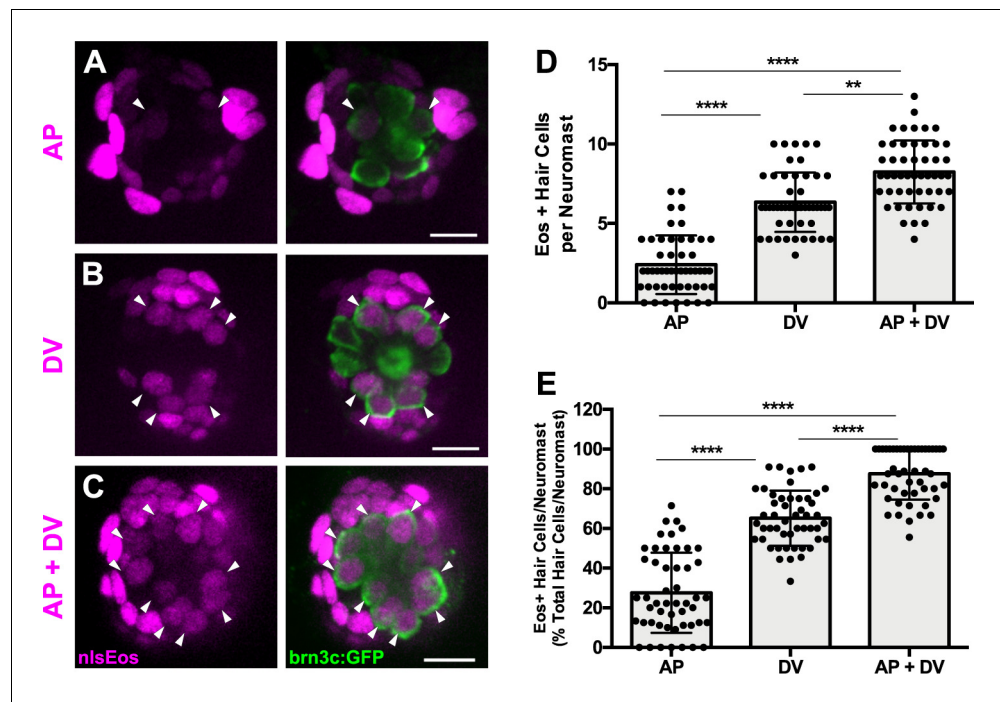 A
AP
B
DV
C
AP + DV
nlsEos
brn3c:GFP
D
Eos + Hair Cells
per Neuromast
15
10
5
0
****
****
**
AP
DV
AP + DV
E
Eos+ Hair Cells/Neuromast
(% Total Hair Cells/Neuromast)
120
100
80
60
40
20
0
****
****
****
AP
DV
AP + DV